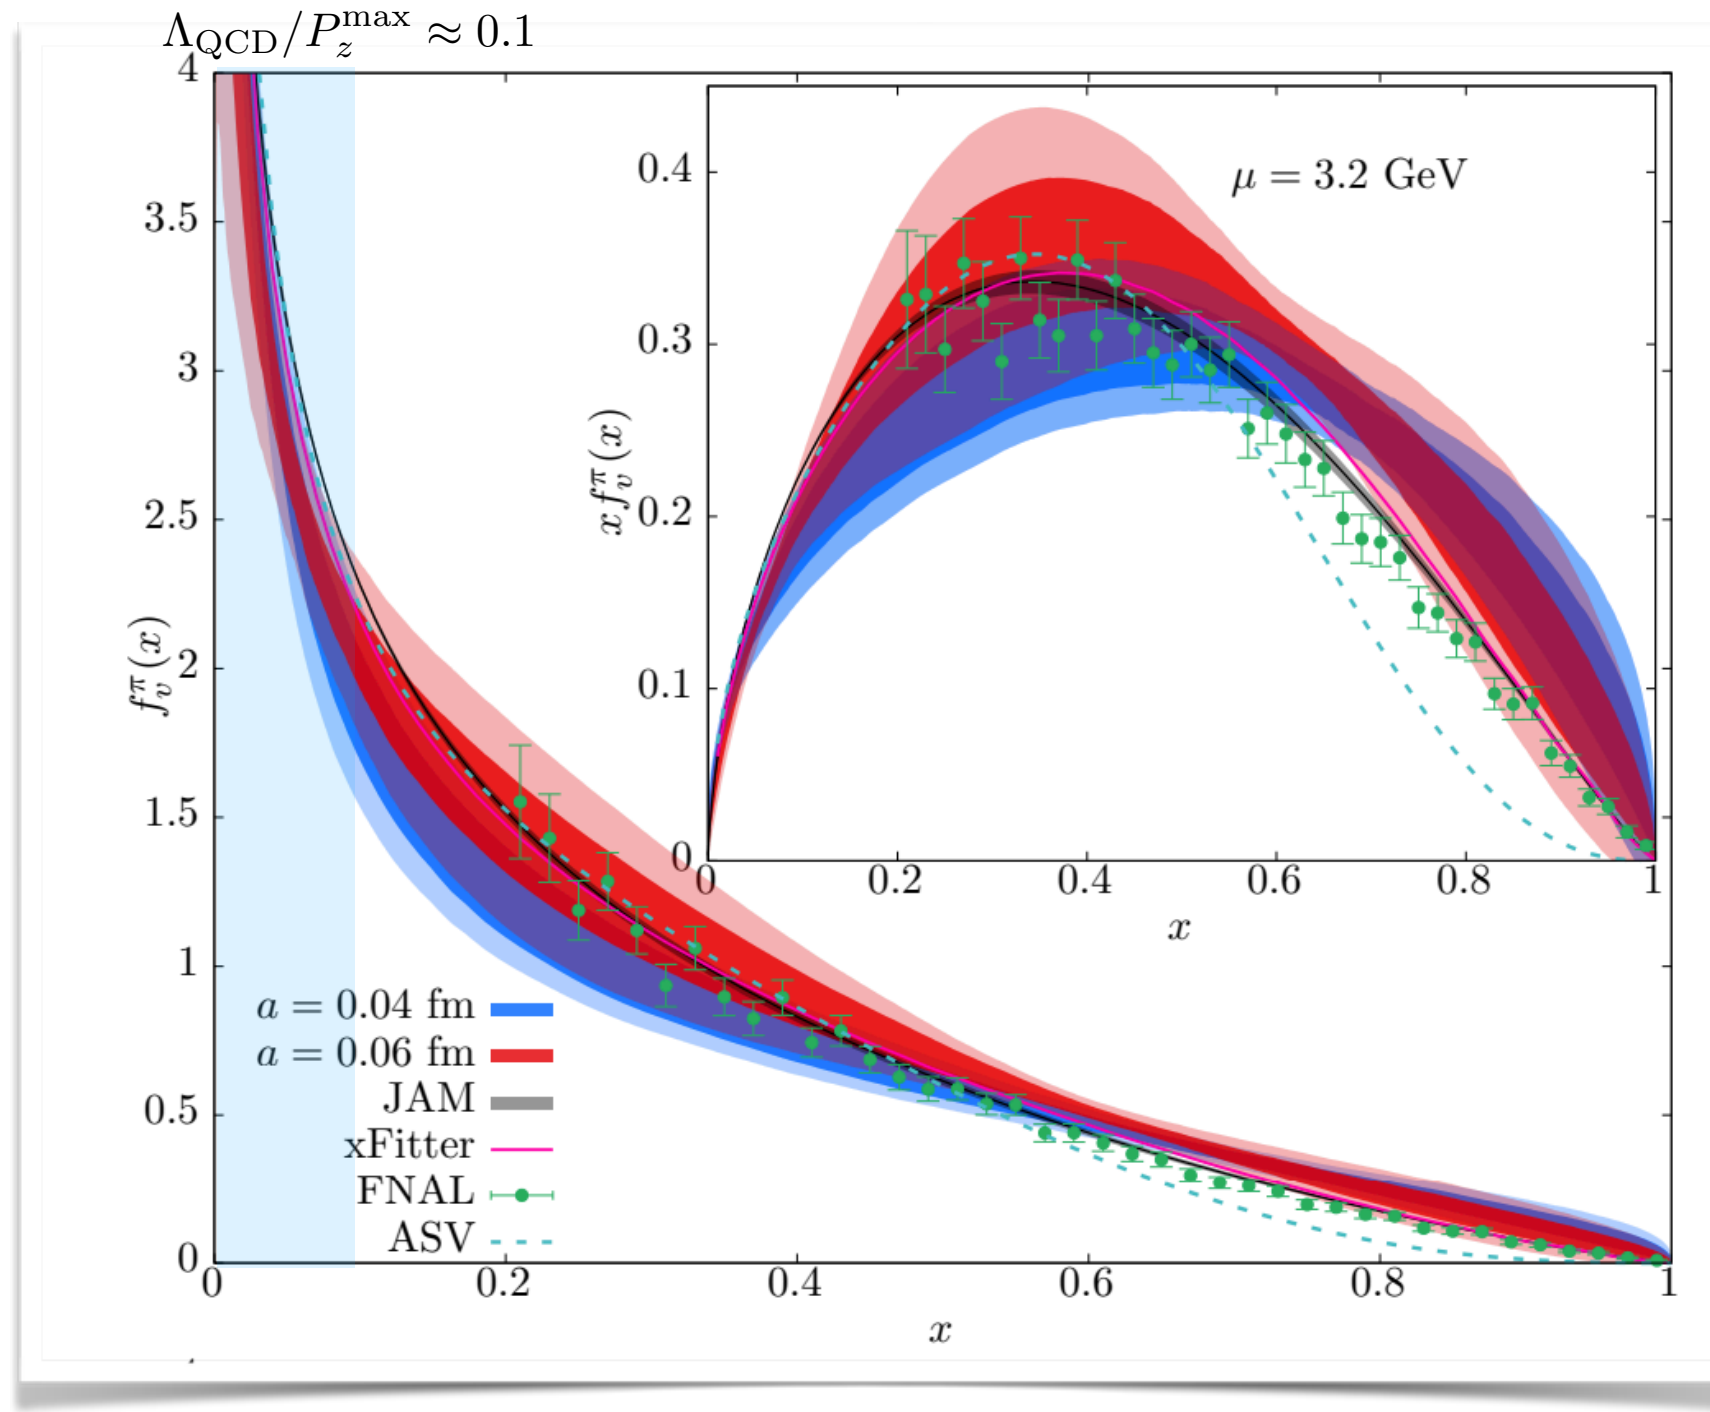 Λ_QCD/P_z^max ≈ 0.1
4
3.5
3
2.5
2
1.5
1
0.5
0
f_v^π(x)
0 0.2 0.4 0.6 0.8 1
x
a = 0.04 fm
a = 0.06 fm
JAM
xFitter
FNAL
ASV
μ = 3.2 GeV
0.4
0.3
0.2
0.1
0
x f_v^π(x)
0 0.2 0.4 0.6 0.8 1
x